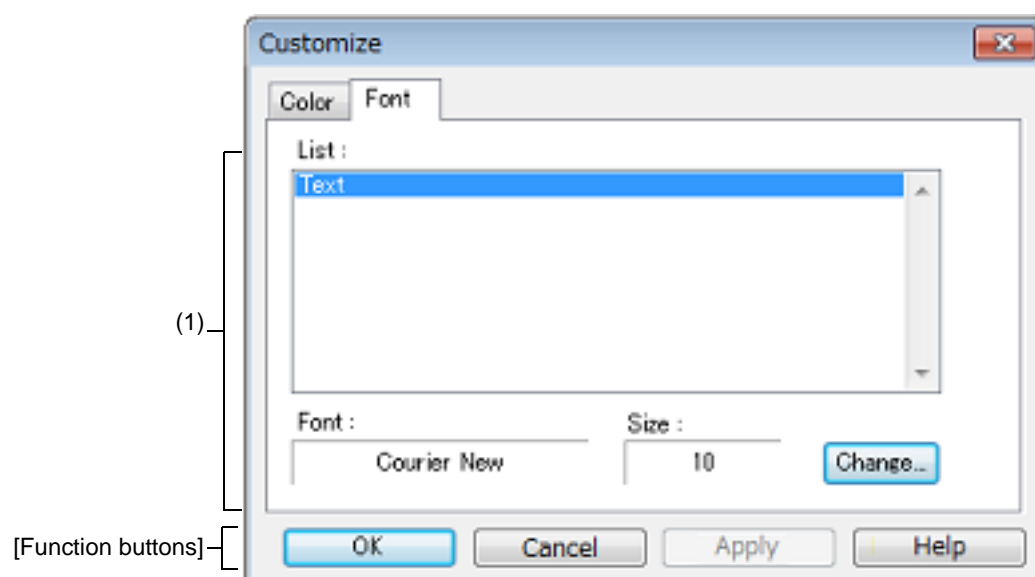 Customize
Color Font
List :
Text
(1)
Font : Size :
Courier New 10 Change...
[Function buttons] OK Cancel Apply Help